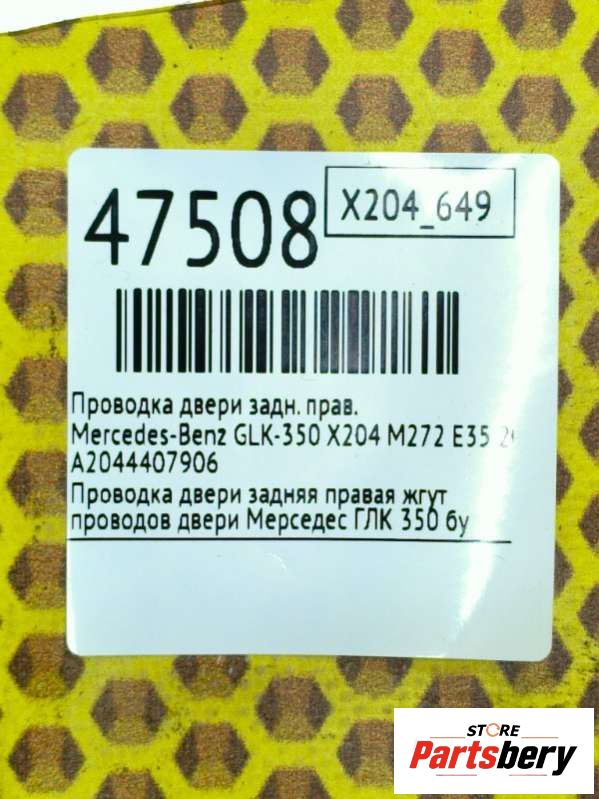 47508
X204_649
Проводка двери задн. прав.
Mercedes-Benz GLK-350 X204 M272 E35
A2044407906
Проводка двери задняя правая жгут
проводов двери Мерседес ГЛК 350 бу
STORE
Partsbery